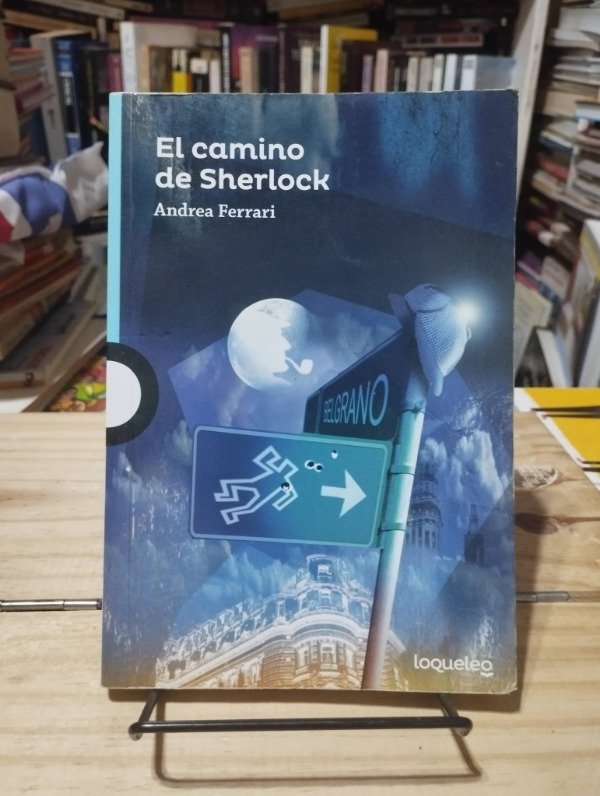 El camino
de Sherlock
Andrea Ferrari
BELGRANO
loqueleo